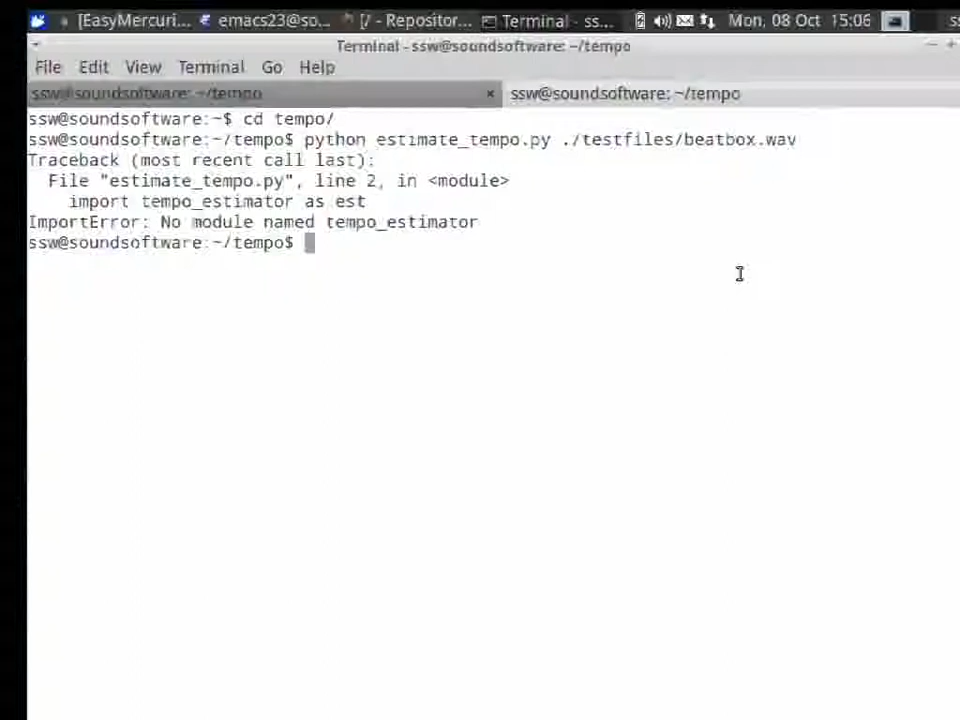 [EasyMercuri... emacs23@so... [/ - Repositor... Terminal - ss... Mon, 08 Oct 15:06
Terminal - ssw@soundsoftware: ~/tempo
File Edit View Terminal Go Help
ssw@soundsoftware: ~/tempo × ssw@soundsoftware: ~/tempo
ssw@soundsoftware:~$ cd tempo/
ssw@soundsoftware:~/tempo$ python estimate_tempo.py ./testfiles/beatbox.wav
Traceback (most recent call last):
  File "estimate_tempo.py", line 2, in <module>
    import tempo_estimator as est
ImportError: No module named tempo_estimator
ssw@soundsoftware:~/tempo$